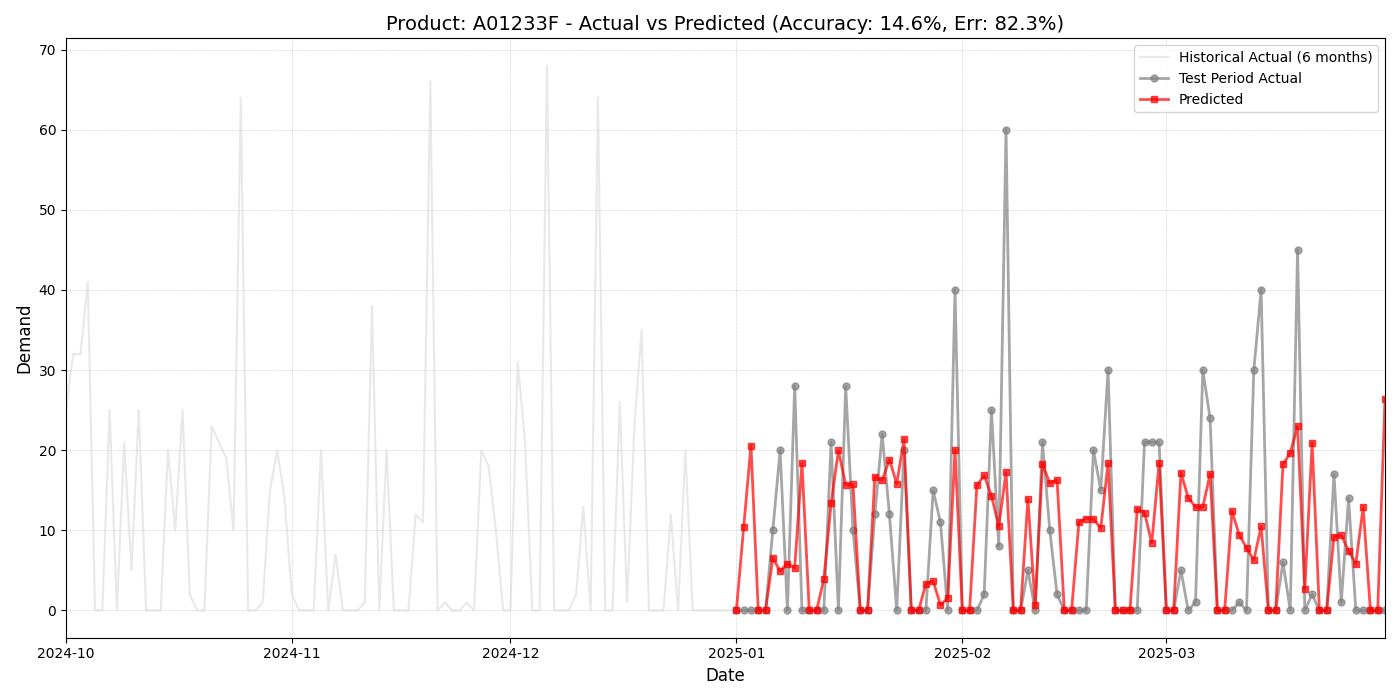 Product: A01233F - Actual vs Predicted (Accuracy: 14.6%, Err: 82.3%)
Historical Actual (6 months)
Test Period Actual
Predicted
70
60
50
40
30
20
10
0
Demand
2024-10
2024-11
2024-12
2025-01
2025-02
2025-03
Date